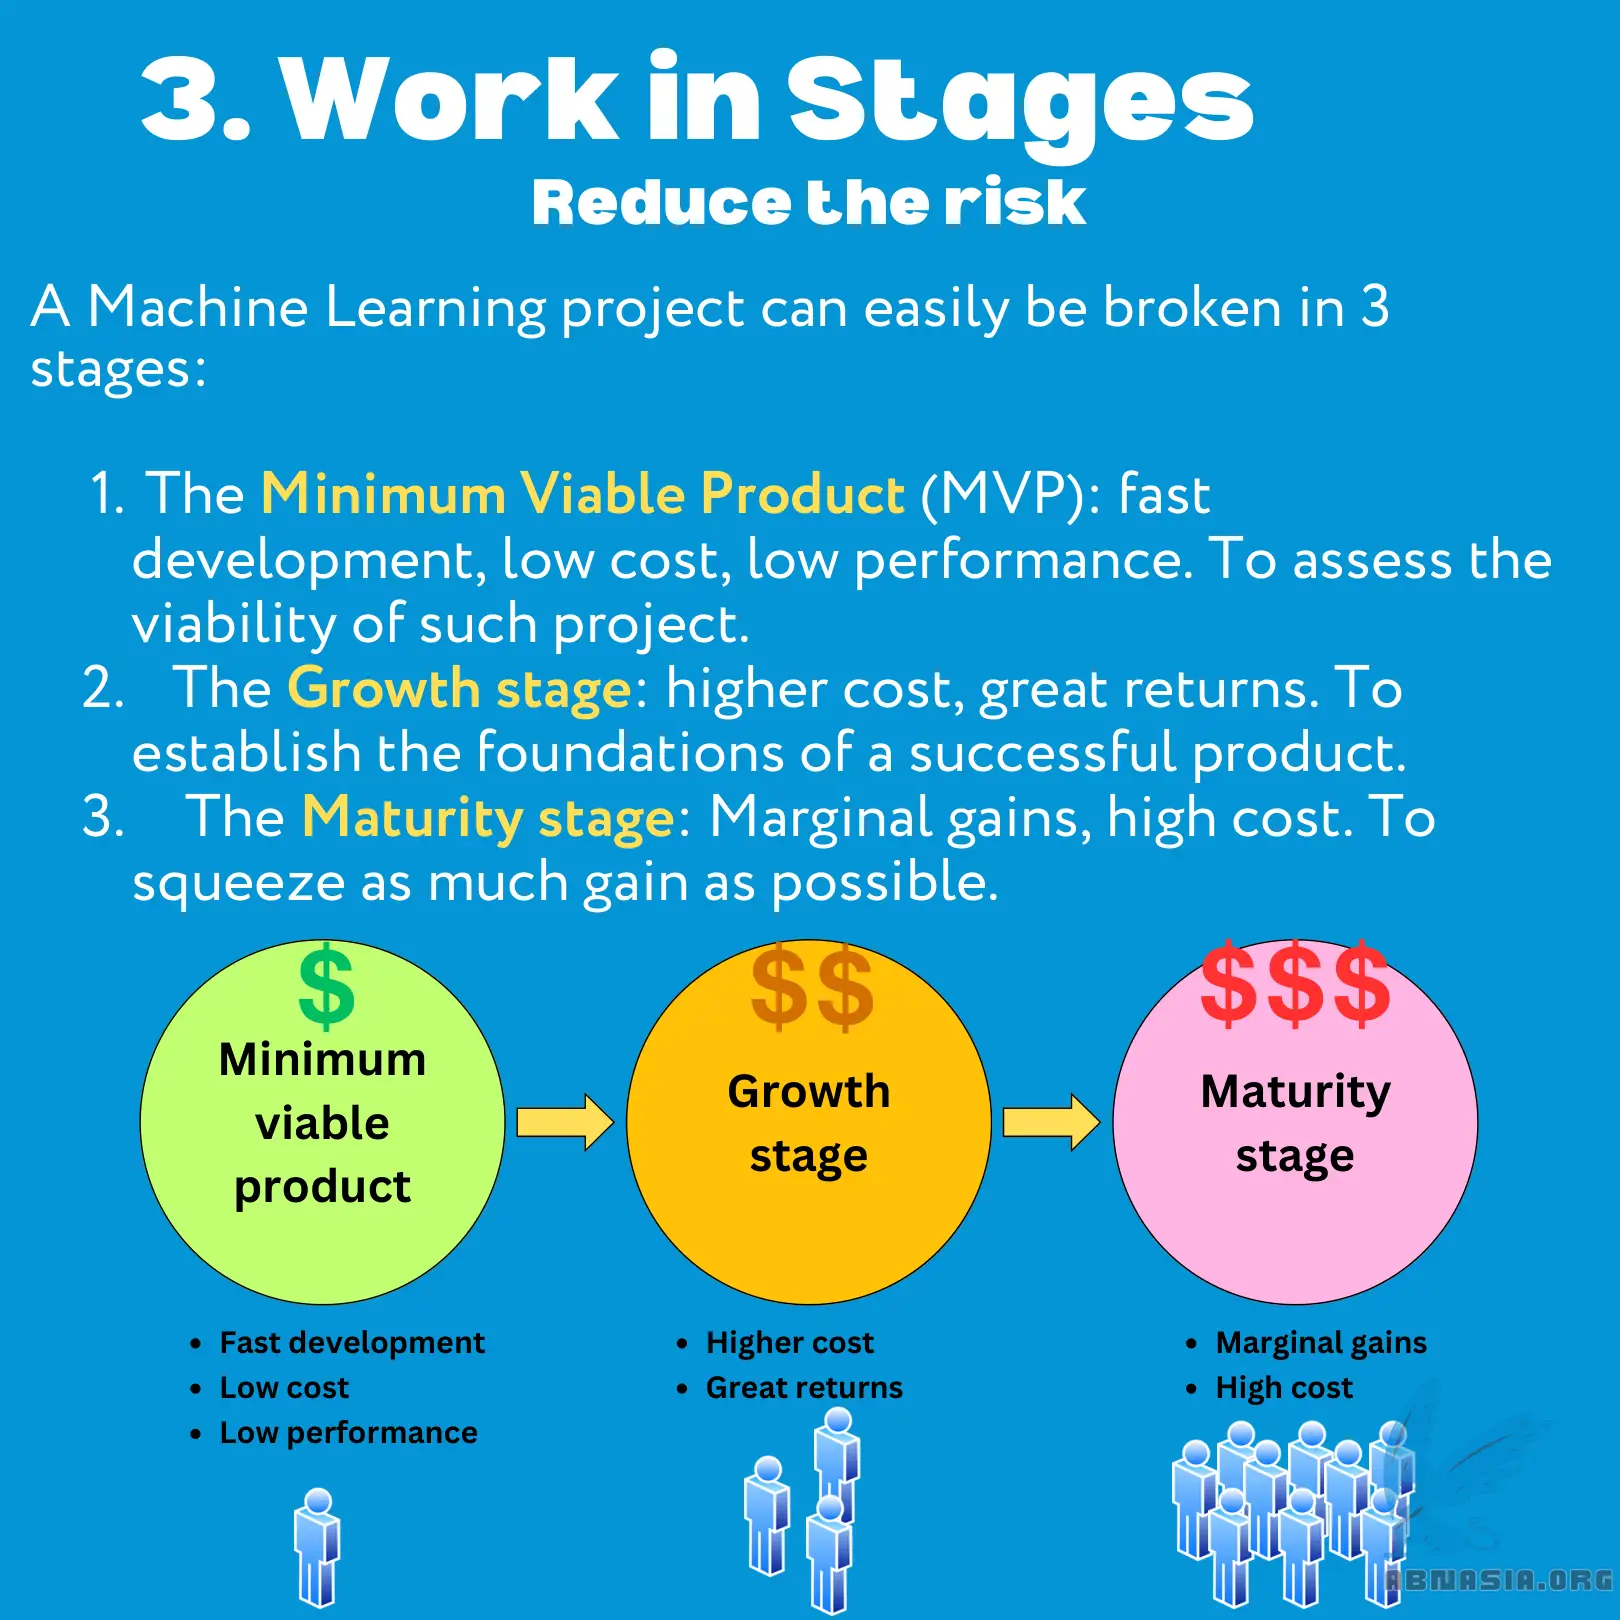 3. Work in Stages
Reduce the risk
A Machine Learning project can easily be broken in 3
stages:
1. The Minimum Viable Product (MVP): fast
development, low cost, low performance. To assess the
viability of such project.
2. The Growth stage: higher cost, great returns. To
establish the foundations of a successful product.
3. The Maturity stage: Marginal gains, high cost. To
squeeze as much gain as possible.
$
Minimum
viable
product
$$
Growth
stage
$$$
Maturity
stage
• Fast development
• Low cost
• Low performance
• Higher cost
• Great returns
• Marginal gains
• High cost
ABNASIA.ORG